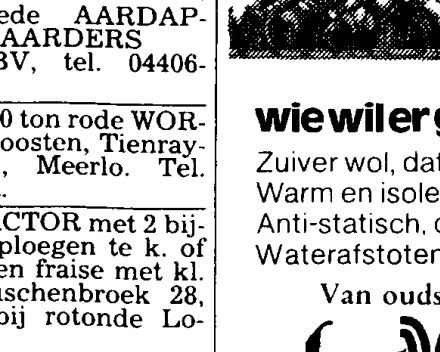 ede AARDAP-
AARDERS
BV, tel. 04406-
0 ton rode WOR-
oosten, Tienray-
, Meerlo. Tel.
ACTOR met 2 bij-
ploegen te k. of
en fraise met kl.
uschenbroek 28,
bij rotonde Lo-
wie wil er g
Zuiver wol, dat
Warm en isole
Anti-statisch, 
Waterafstoten
Van ouds